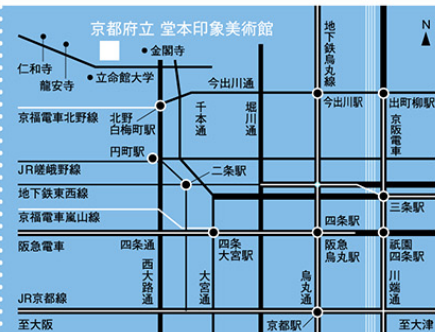 京都府立 堂本印象美術館
N
仁和寺
龍安寺
金閣寺
立命館大学
地下鉄烏丸線
今出川通
今出川駅
出町柳駅
京福電車北野線
北野白梅町駅
千本通
堀川通
京阪電車
円町駅
二条駅
JR嵯峨野線
地下鉄東西線
三条駅
京福電車嵐山線
阪急電車
四条通
四条大宮駅
四条駅
阪急烏丸駅
祇園四条駅
西大路通
大宮通
烏丸通
川端通
JR京都線
至大阪
京都駅
至大津